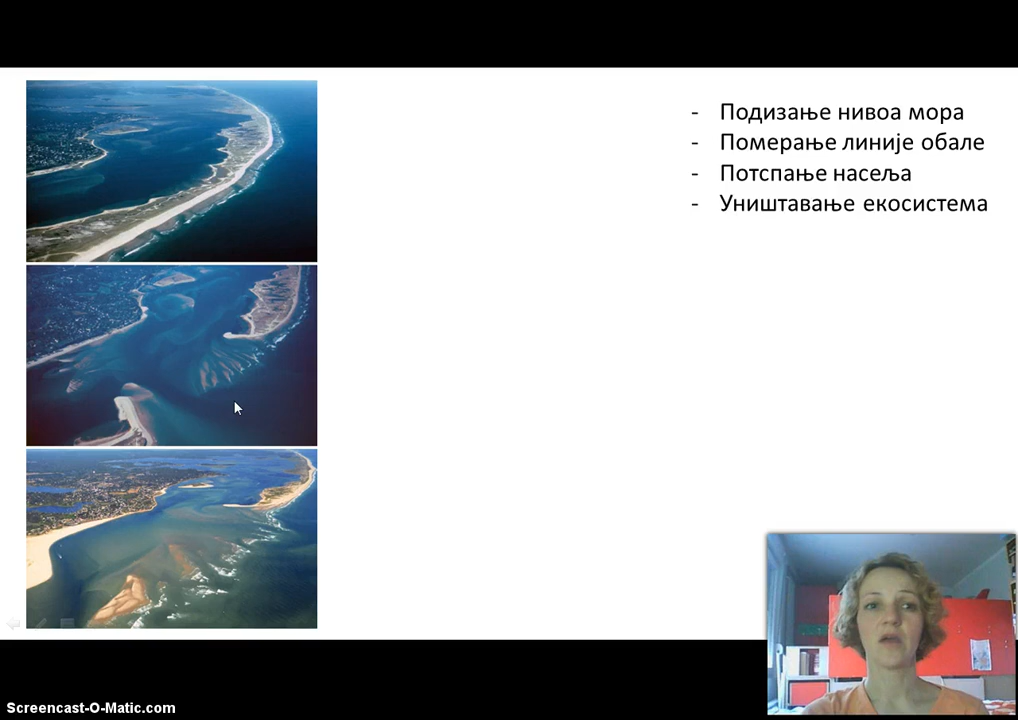 - Подизање нивоа мора
- Померање линије обале
- Потспање насеља
- Уништавање екосистема
Screencast-O-Matic.com